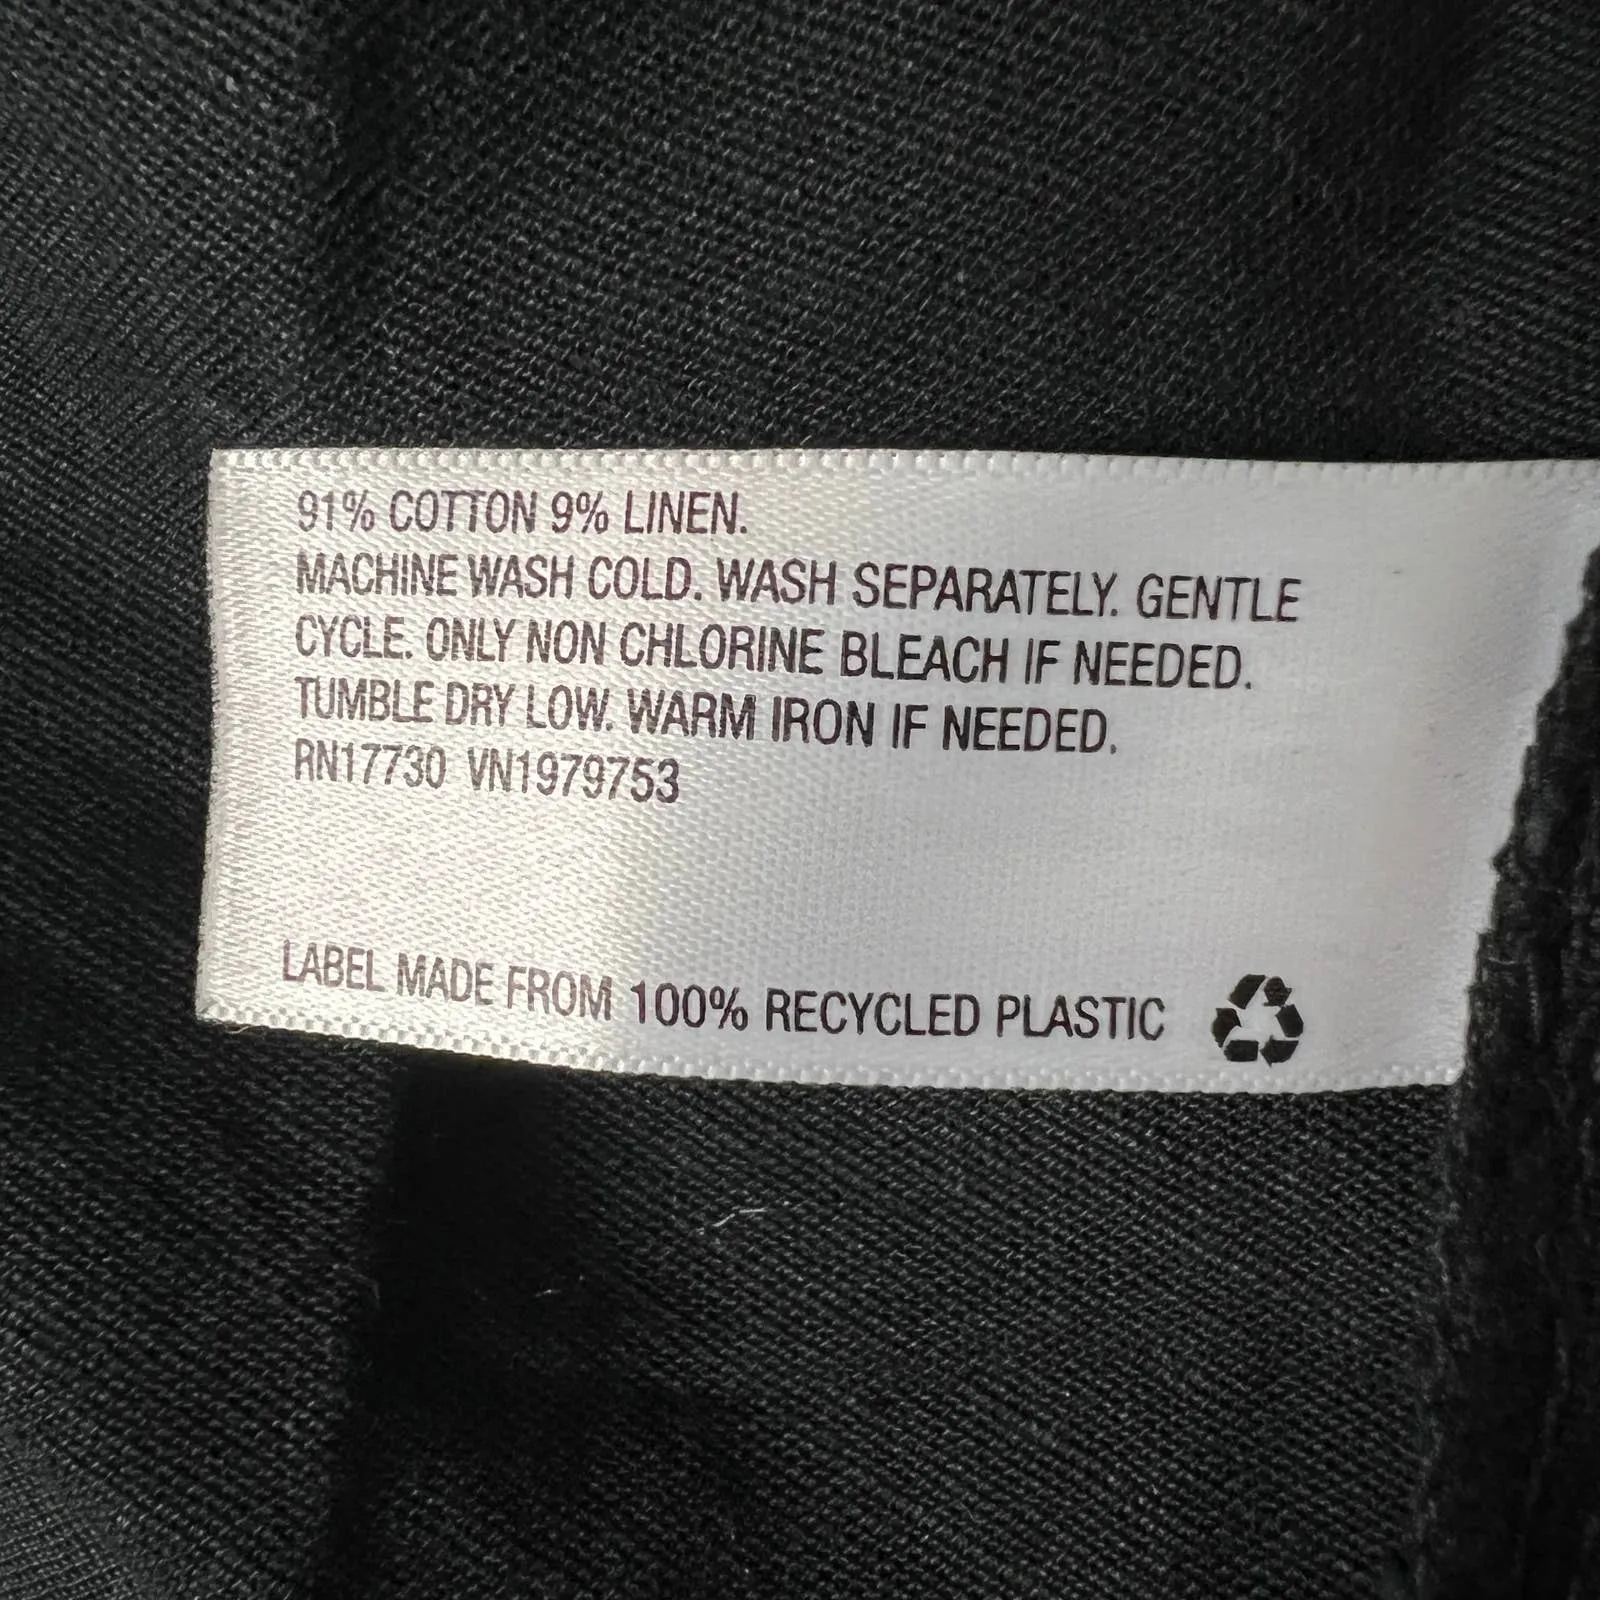 91% COTTON 9% LINEN.
MACHINE WASH COLD. WASH SEPARATELY. GENTLE
CYCLE. ONLY NON CHLORINE BLEACH IF NEEDED.
TUMBLE DRY LOW. WARM IRON IF NEEDED.
RN17730 VN1979753
LABEL MADE FROM 100% RECYCLED PLASTIC